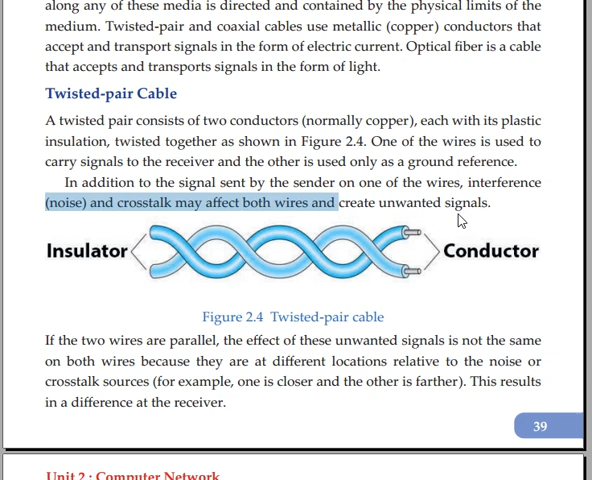 along any of these media is directed and contained by the physical limits of the
medium. Twisted-pair and coaxial cables use metallic (copper) conductors that
accept and transport signals in the form of electric current. Optical fiber is a cable
that accepts and transports signals in the form of light.
Twisted-pair Cable
A twisted pair consists of two conductors (normally copper), each with its plastic
insulation, twisted together as shown in Figure 2.4. One of the wires is used to
carry signals to the receiver and the other is used only as a ground reference.
In addition to the signal sent by the sender on one of the wires, interference
(noise) and crosstalk may affect both wires and create unwanted signals.
Insulator
Conductor
Figure 2.4 Twisted-pair cable
If the two wires are parallel, the effect of these unwanted signals is not the same
on both wires because they are at different locations relative to the noise or
crosstalk sources (for example, one is closer and the other is farther). This results
in a difference at the receiver.
39
Unit 2 : Computer Network